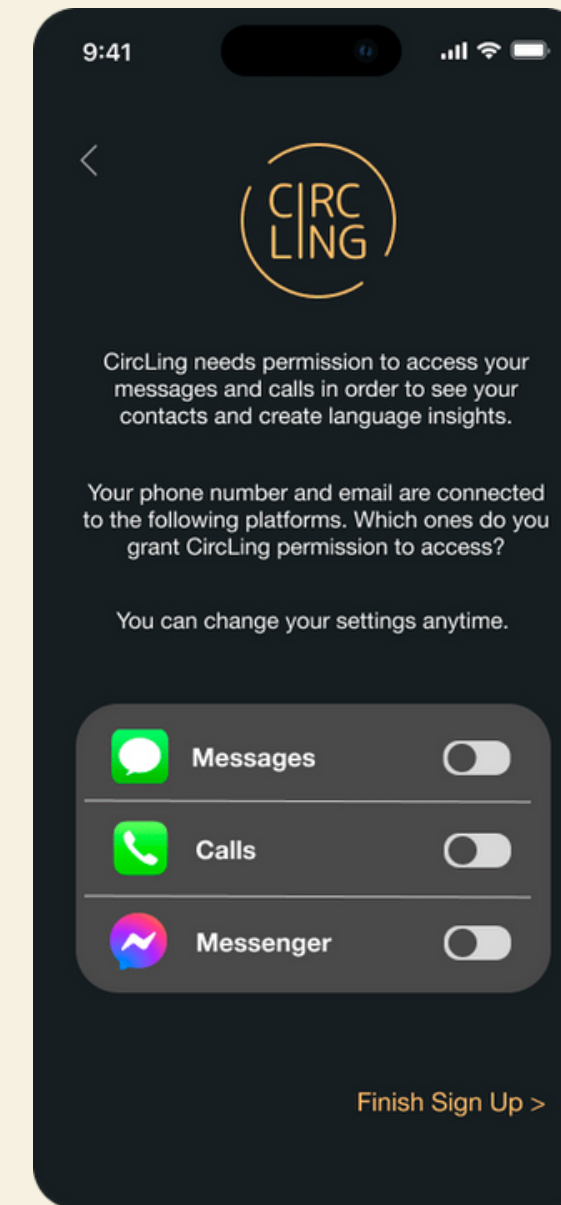 9:41
CIRC
LING
CircLing needs permission to access your
messages and calls in order to see your
contacts and create language insights.
Your phone number and email are connected
to the following platforms. Which ones do you
grant CircLing permission to access?
You can change your settings anytime.
Messages
Calls
Messenger
Finish Sign Up >